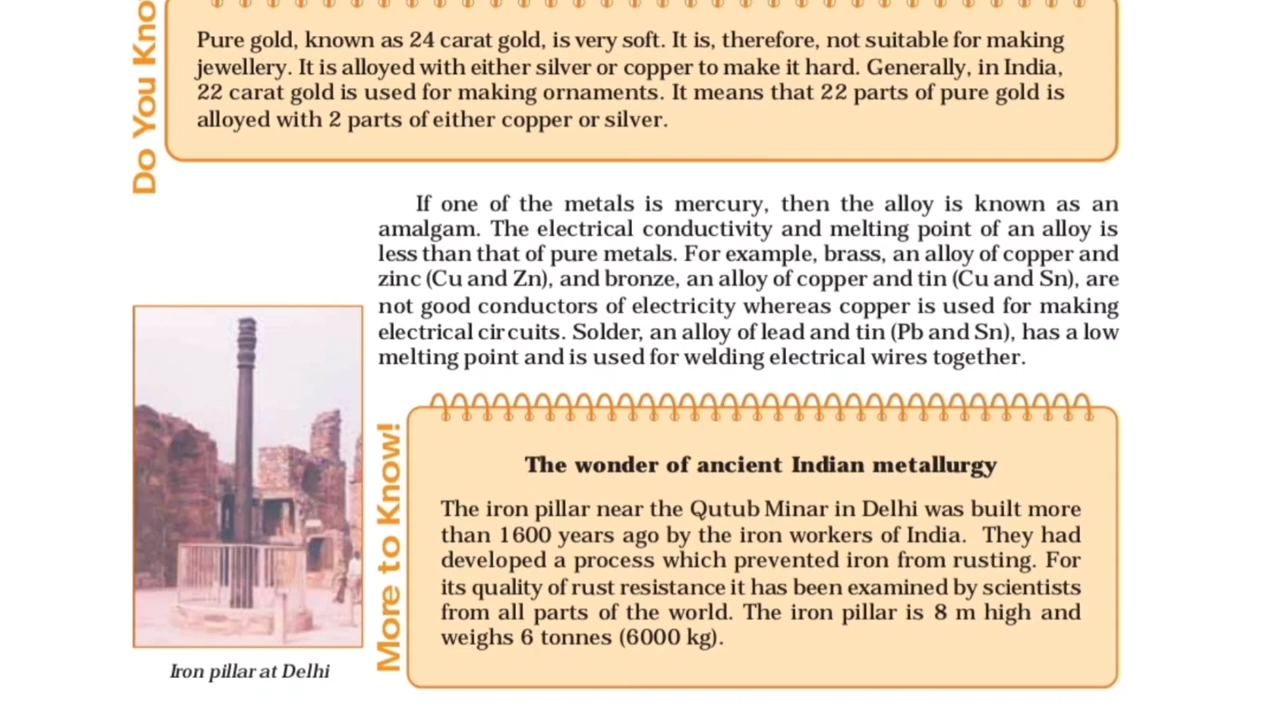 Do You Kno
Pure gold, known as 24 carat gold, is very soft. It is, therefore, not suitable for making
jewellery. It is alloyed with either silver or copper to make it hard. Generally, in India,
22 carat gold is used for making ornaments. It means that 22 parts of pure gold is
alloyed with 2 parts of either copper or silver.
If one of the metals is mercury, then the alloy is known as an
amalgam. The electrical conductivity and melting point of an alloy is
less than that of pure metals. For example, brass, an alloy of copper and
zinc (Cu and Zn), and bronze, an alloy of copper and tin (Cu and Sn), are
not good conductors of electricity whereas copper is used for making
electrical circuits. Solder, an alloy of lead and tin (Pb and Sn), has a low
melting point and is used for welding electrical wires together.
Iron pillar at Delhi
More to Know!
The wonder of ancient Indian metallurgy
The iron pillar near the Qutub Minar in Delhi was built more
than 1600 years ago by the iron workers of India. They had
developed a process which prevented iron from rusting. For
its quality of rust resistance it has been examined by scientists
from all parts of the world. The iron pillar is 8 m high and
weighs 6 tonnes (6000 kg).